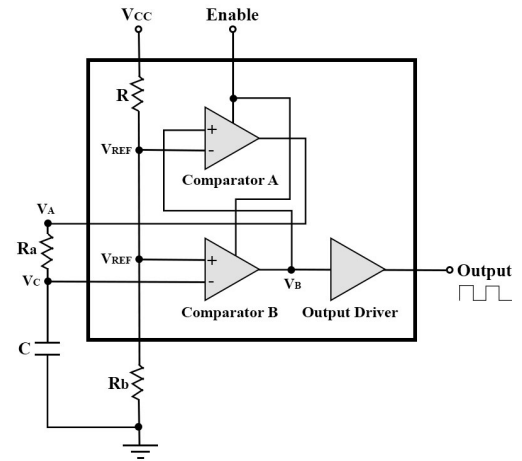 VCC
Enable
R
+
VREF
-
Comparator A
VA
Ra
VREF
+
VC
-
VB
Output
Comparator B
Output Driver
C
Rb